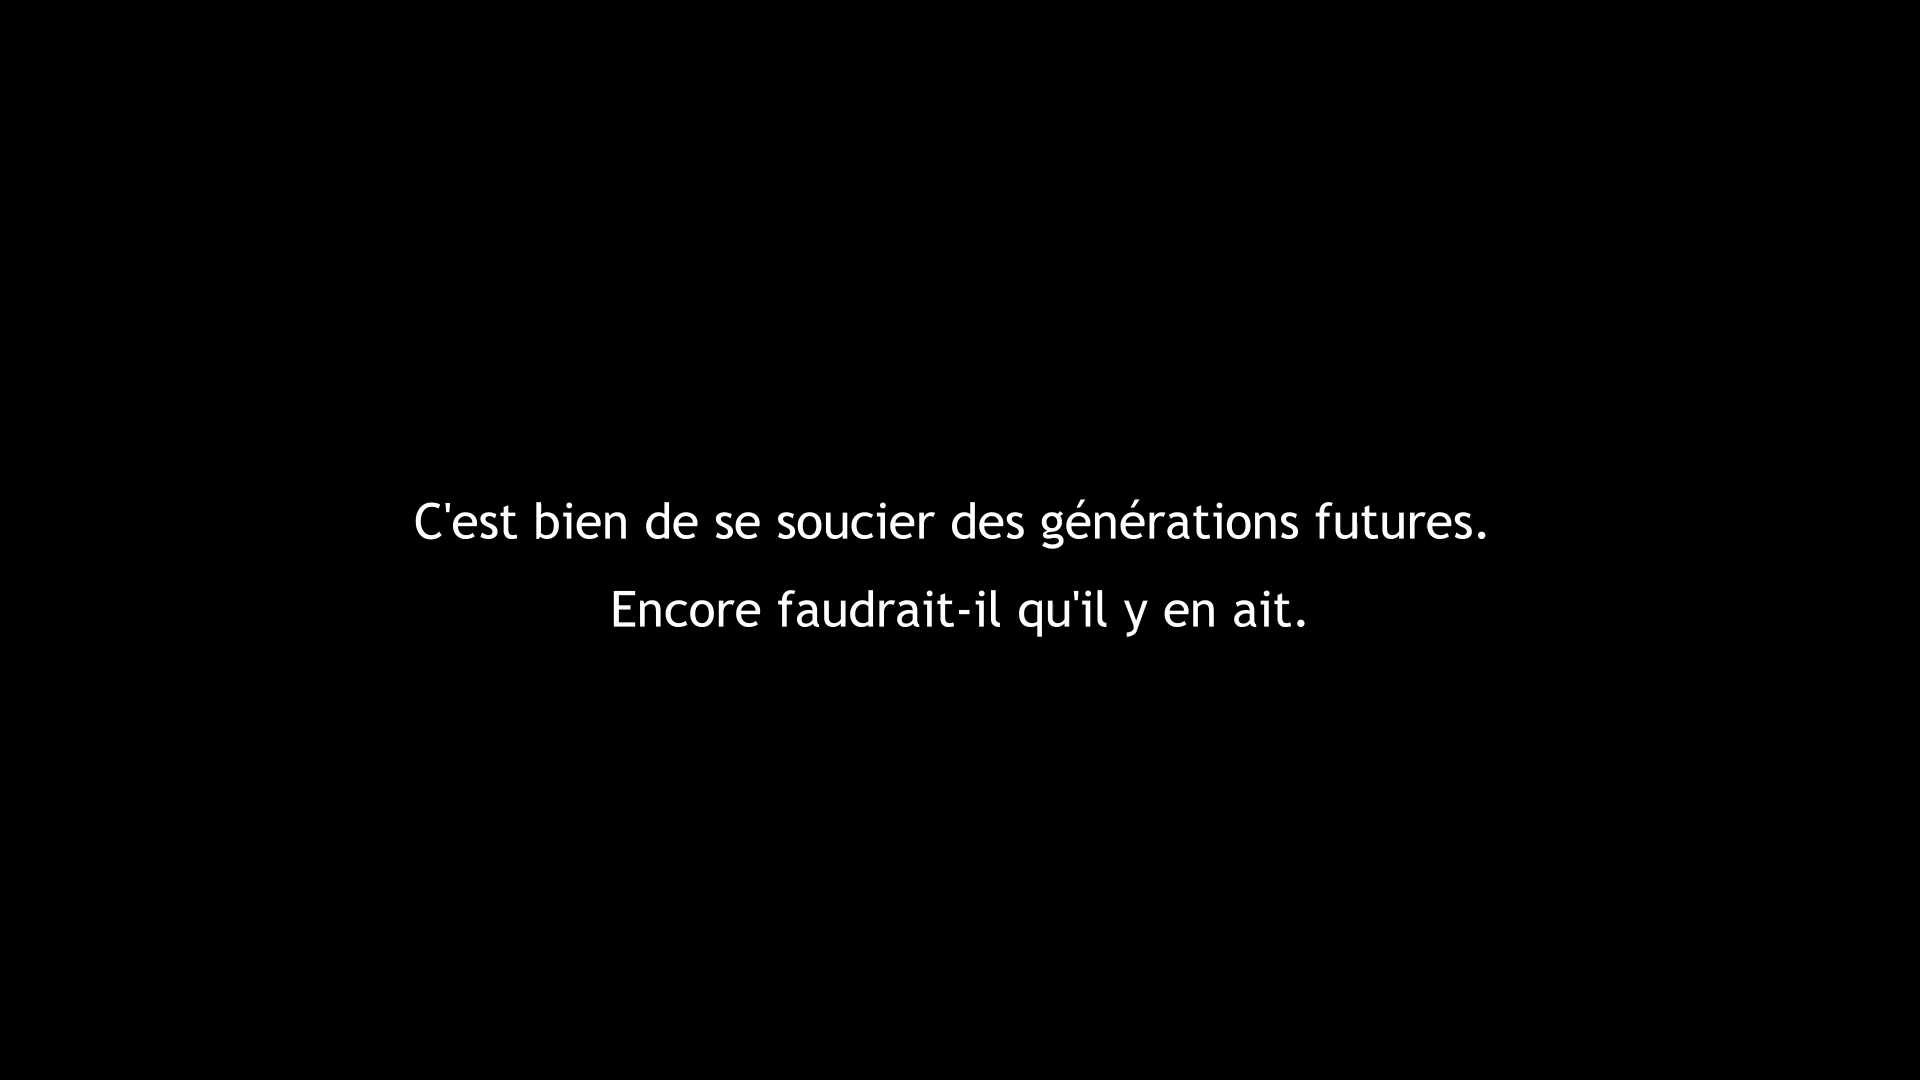 C'est bien de se soucier des générations futures.
Encore faudrait-il qu'il y en ait.